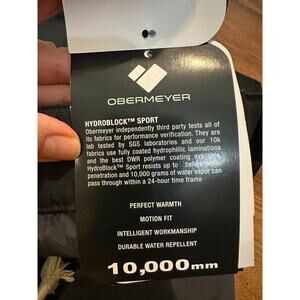 OBERMEYER
HYDROBLOCK™ SPORT
Obermeyer independently third party tests all of
its fabrics for performance verification. They are
lab tested by SGS laboratories and our 10k
fabrics use fully coated hydrophilic laminations
and the best DWR polymer coating available.
HydroBlock™ Sport resists up to before
penetration and 10,000 grams of water vapor can
pass through within a 24-hour time frame
PERFECT WARMTH
MOTION FIT
INTELLIGENT WORKMANSHIP
DURABLE WATER REPELLENT
10,000mm